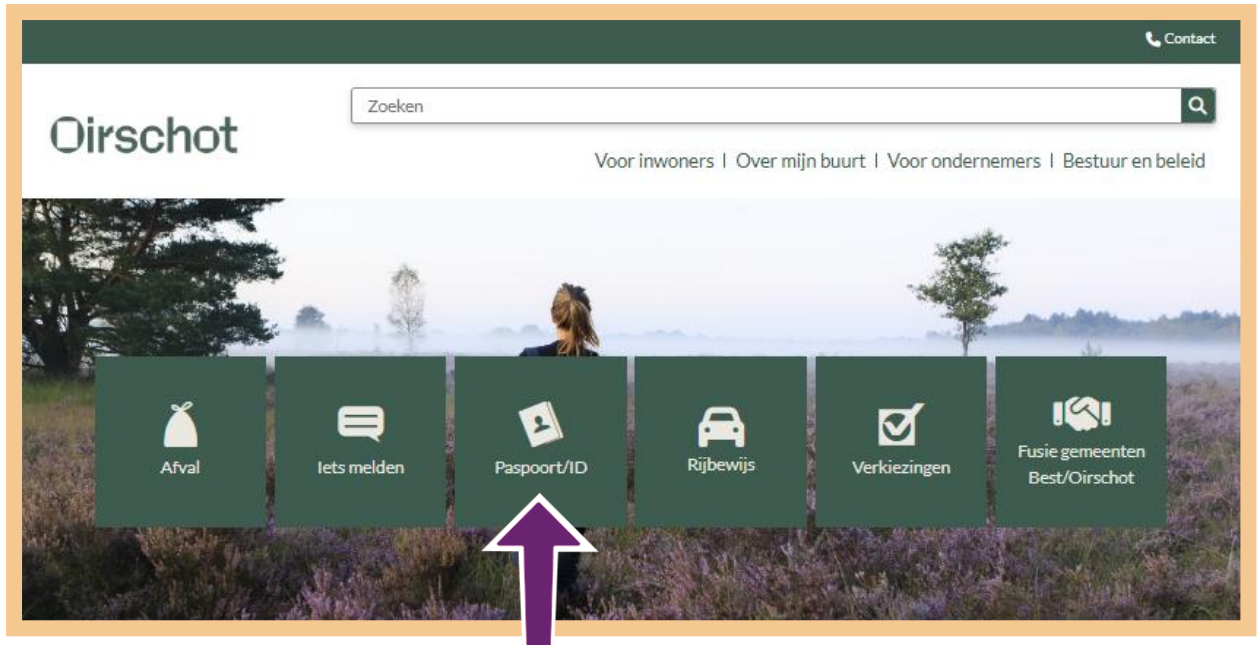 Contact
Oirschot
Zoeken
Voor inwoners | Over mijn buurt | Voor ondernemers | Bestuur en beleid
Afval
Iets melden
Paspoort/ID
Rijbewijs
Verkiezingen
Fusie gemeenten
Best/Oirschot